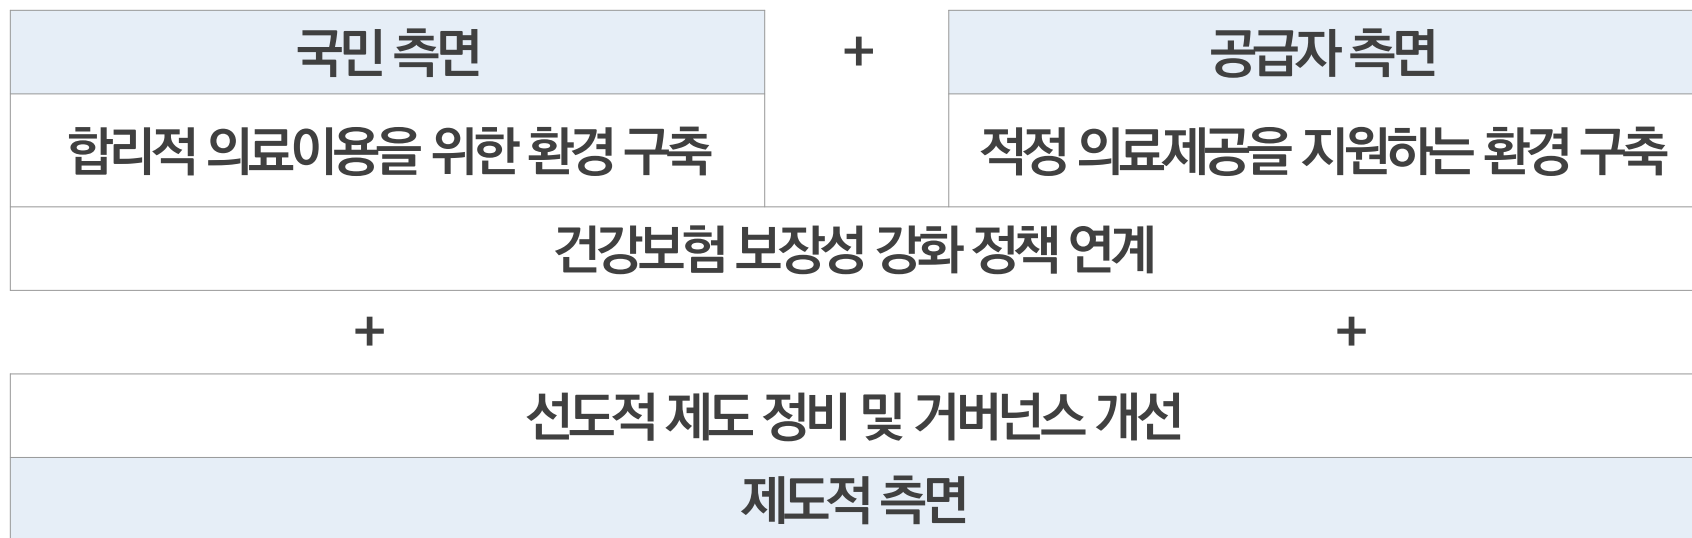 국민 측면
+
공급자 측면
합리적 의료이용을 위한 환경 구축
적정 의료제공을 지원하는 환경 구축
건강보험 보장성 강화 정책 연계
+
+
선도적 제도 정비 및 거버넌스 개선
제도적 측면